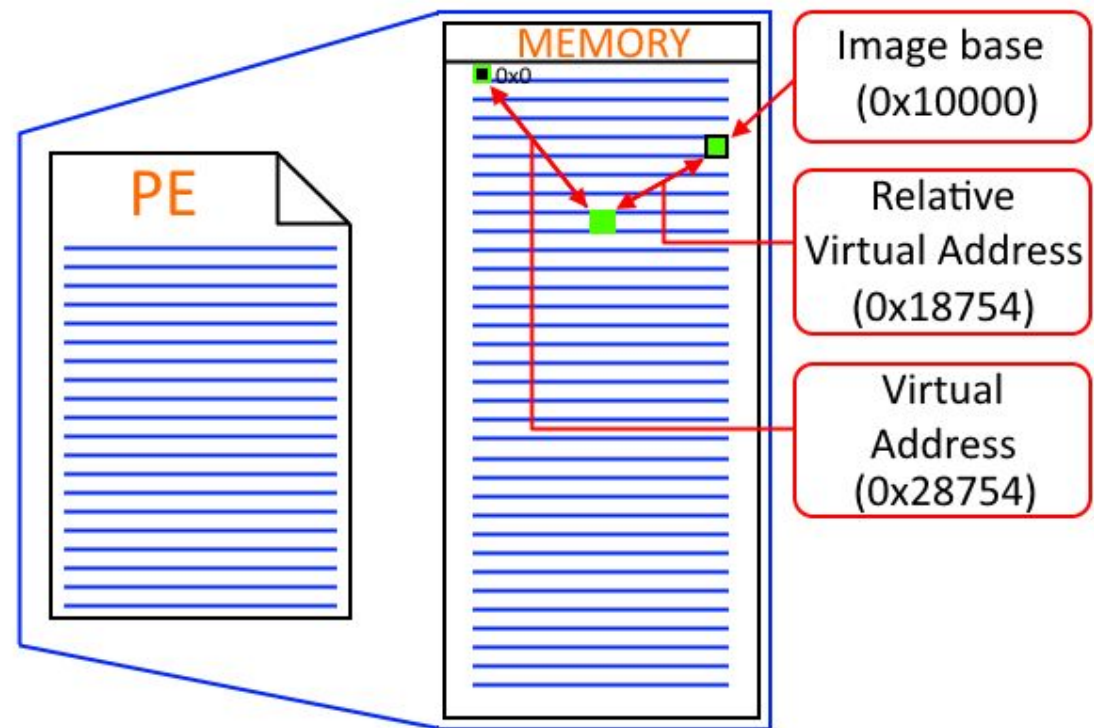 PE
MEMORY
0x0
Image base
(0x10000)
Relative
Virtual Address
(0x18754)
Virtual
Address
(0x28754)